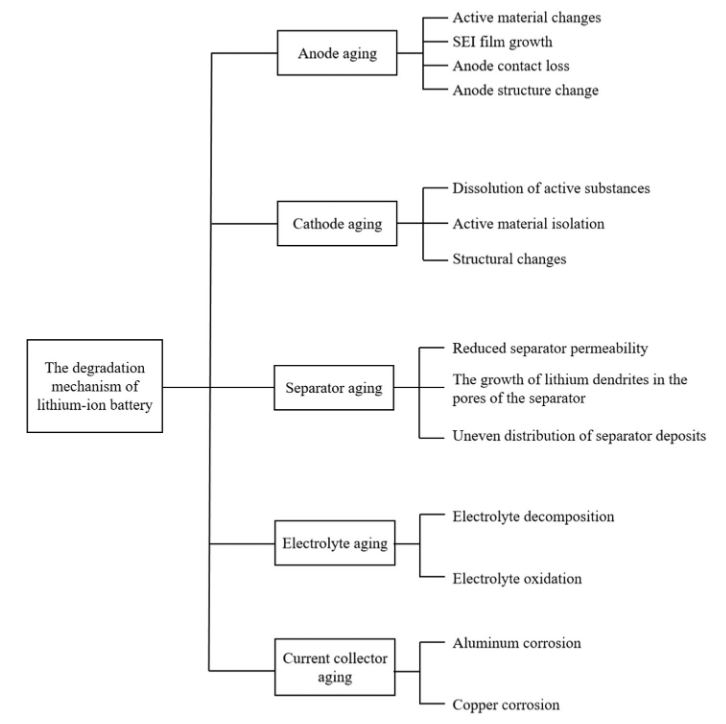 Active material changes
SEI film growth
Anode aging
Anode contact loss
Anode structure change
Dissolution of active substances
Cathode aging
Active material isolation
Structural changes
The degradation
mechanism of
lithium-ion battery
Reduced separator permeability
Separator aging
The growth of lithium dendrites in the
pores of the separator
Uneven distribution of separator deposits
Electrolyte decomposition
Electrolyte aging
Electrolyte oxidation
Aluminum corrosion
Current collector
aging
Copper corrosion